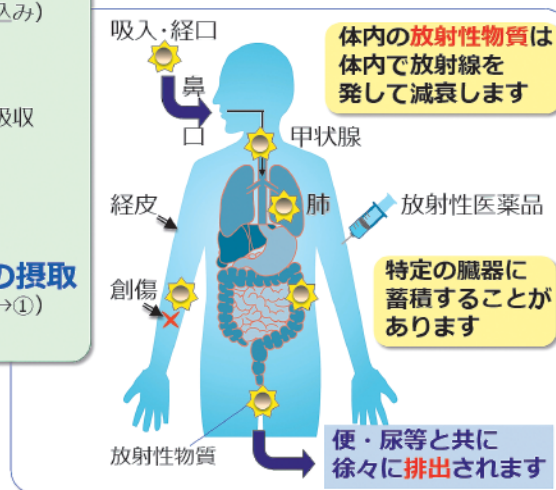 込み)
吸収
の摂取
→①)
吸入・経口
鼻
口
甲状腺
肺
経皮
創傷
放射性医薬品
放射性物質
体内の放射性物質は
体内で放射線を
発して減衰します
特定の臓器に
蓄積することが
あります
便・尿等と共に
徐々に排出されます